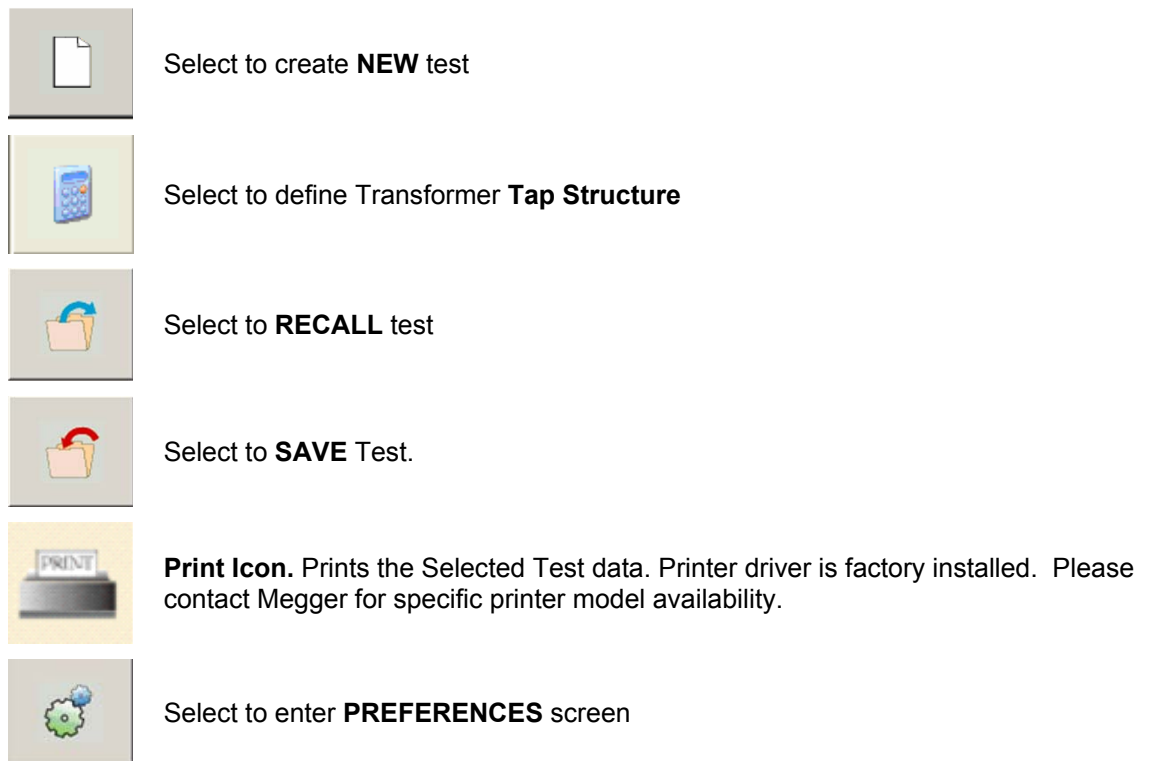 Select to create NEW test
Select to define Transformer Tap Structure
Select to RECALL test
Select to SAVE Test.
PRINT
Print Icon. Prints the Selected Test data. Printer driver is factory installed.  Please
contact Megger for specific printer model availability.
Select to enter PREFERENCES screen